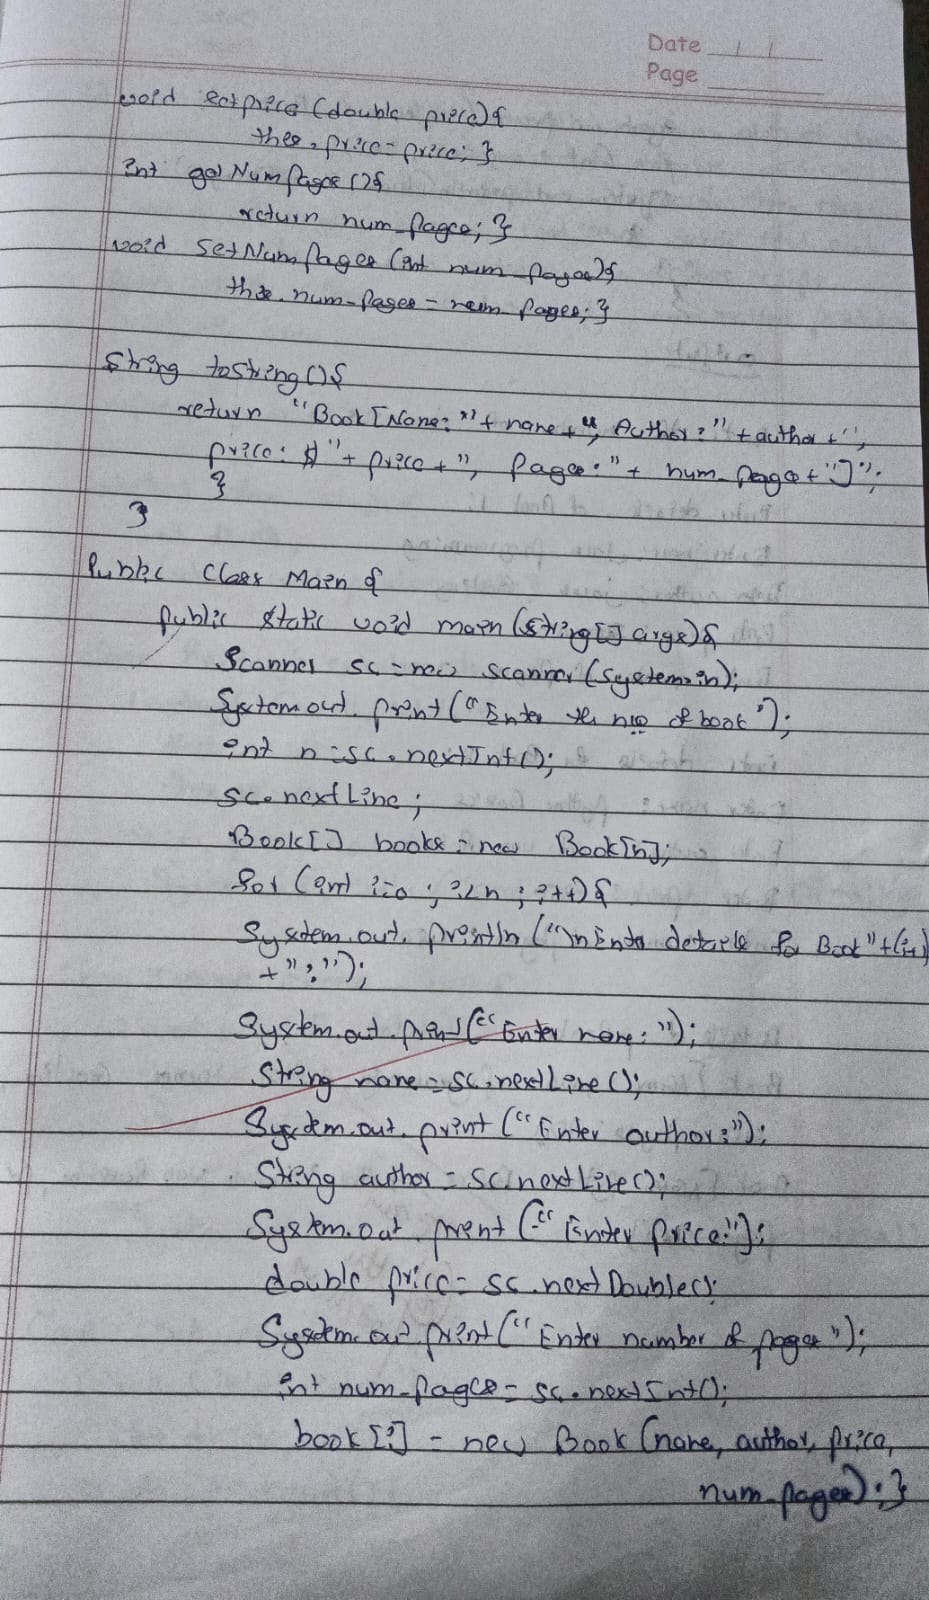 Date __/__/__
Page ______
void setprice (double price){
this.price=price; }
int getNumPages (){
return num_pages; }
void setNumPages (int num_pages){
this.num_pages = num_pages; }
String toString(){
return "Book[Name:"+ name+", Author:"+author+",
price: $"+ price+", Pages:"+ num_pages+"]";
}
}
Public Class Main {
public static void main(String[] args){
Scanner sc = new Scanner(System.in);
System.out.print("Enter the no of book");
int n=sc.nextInt();
sc.nextLine;
Book[] books = new Book[n];
for (int i=0; i<n; i++){
System.out.println("\nEnter details for Book"+(i+1)
+":");
System.out.print("Enter name:");
String name=sc.nextLine();
System.out.print("Enter author:");
String author = sc.nextLine();
System.out.print("Enter price:");
double price= sc.nextDouble();
System.out.print("Enter number of pages");
int num_pages= sc.nextInt();
book[i] = new Book(name, author, price,
num_pages);}